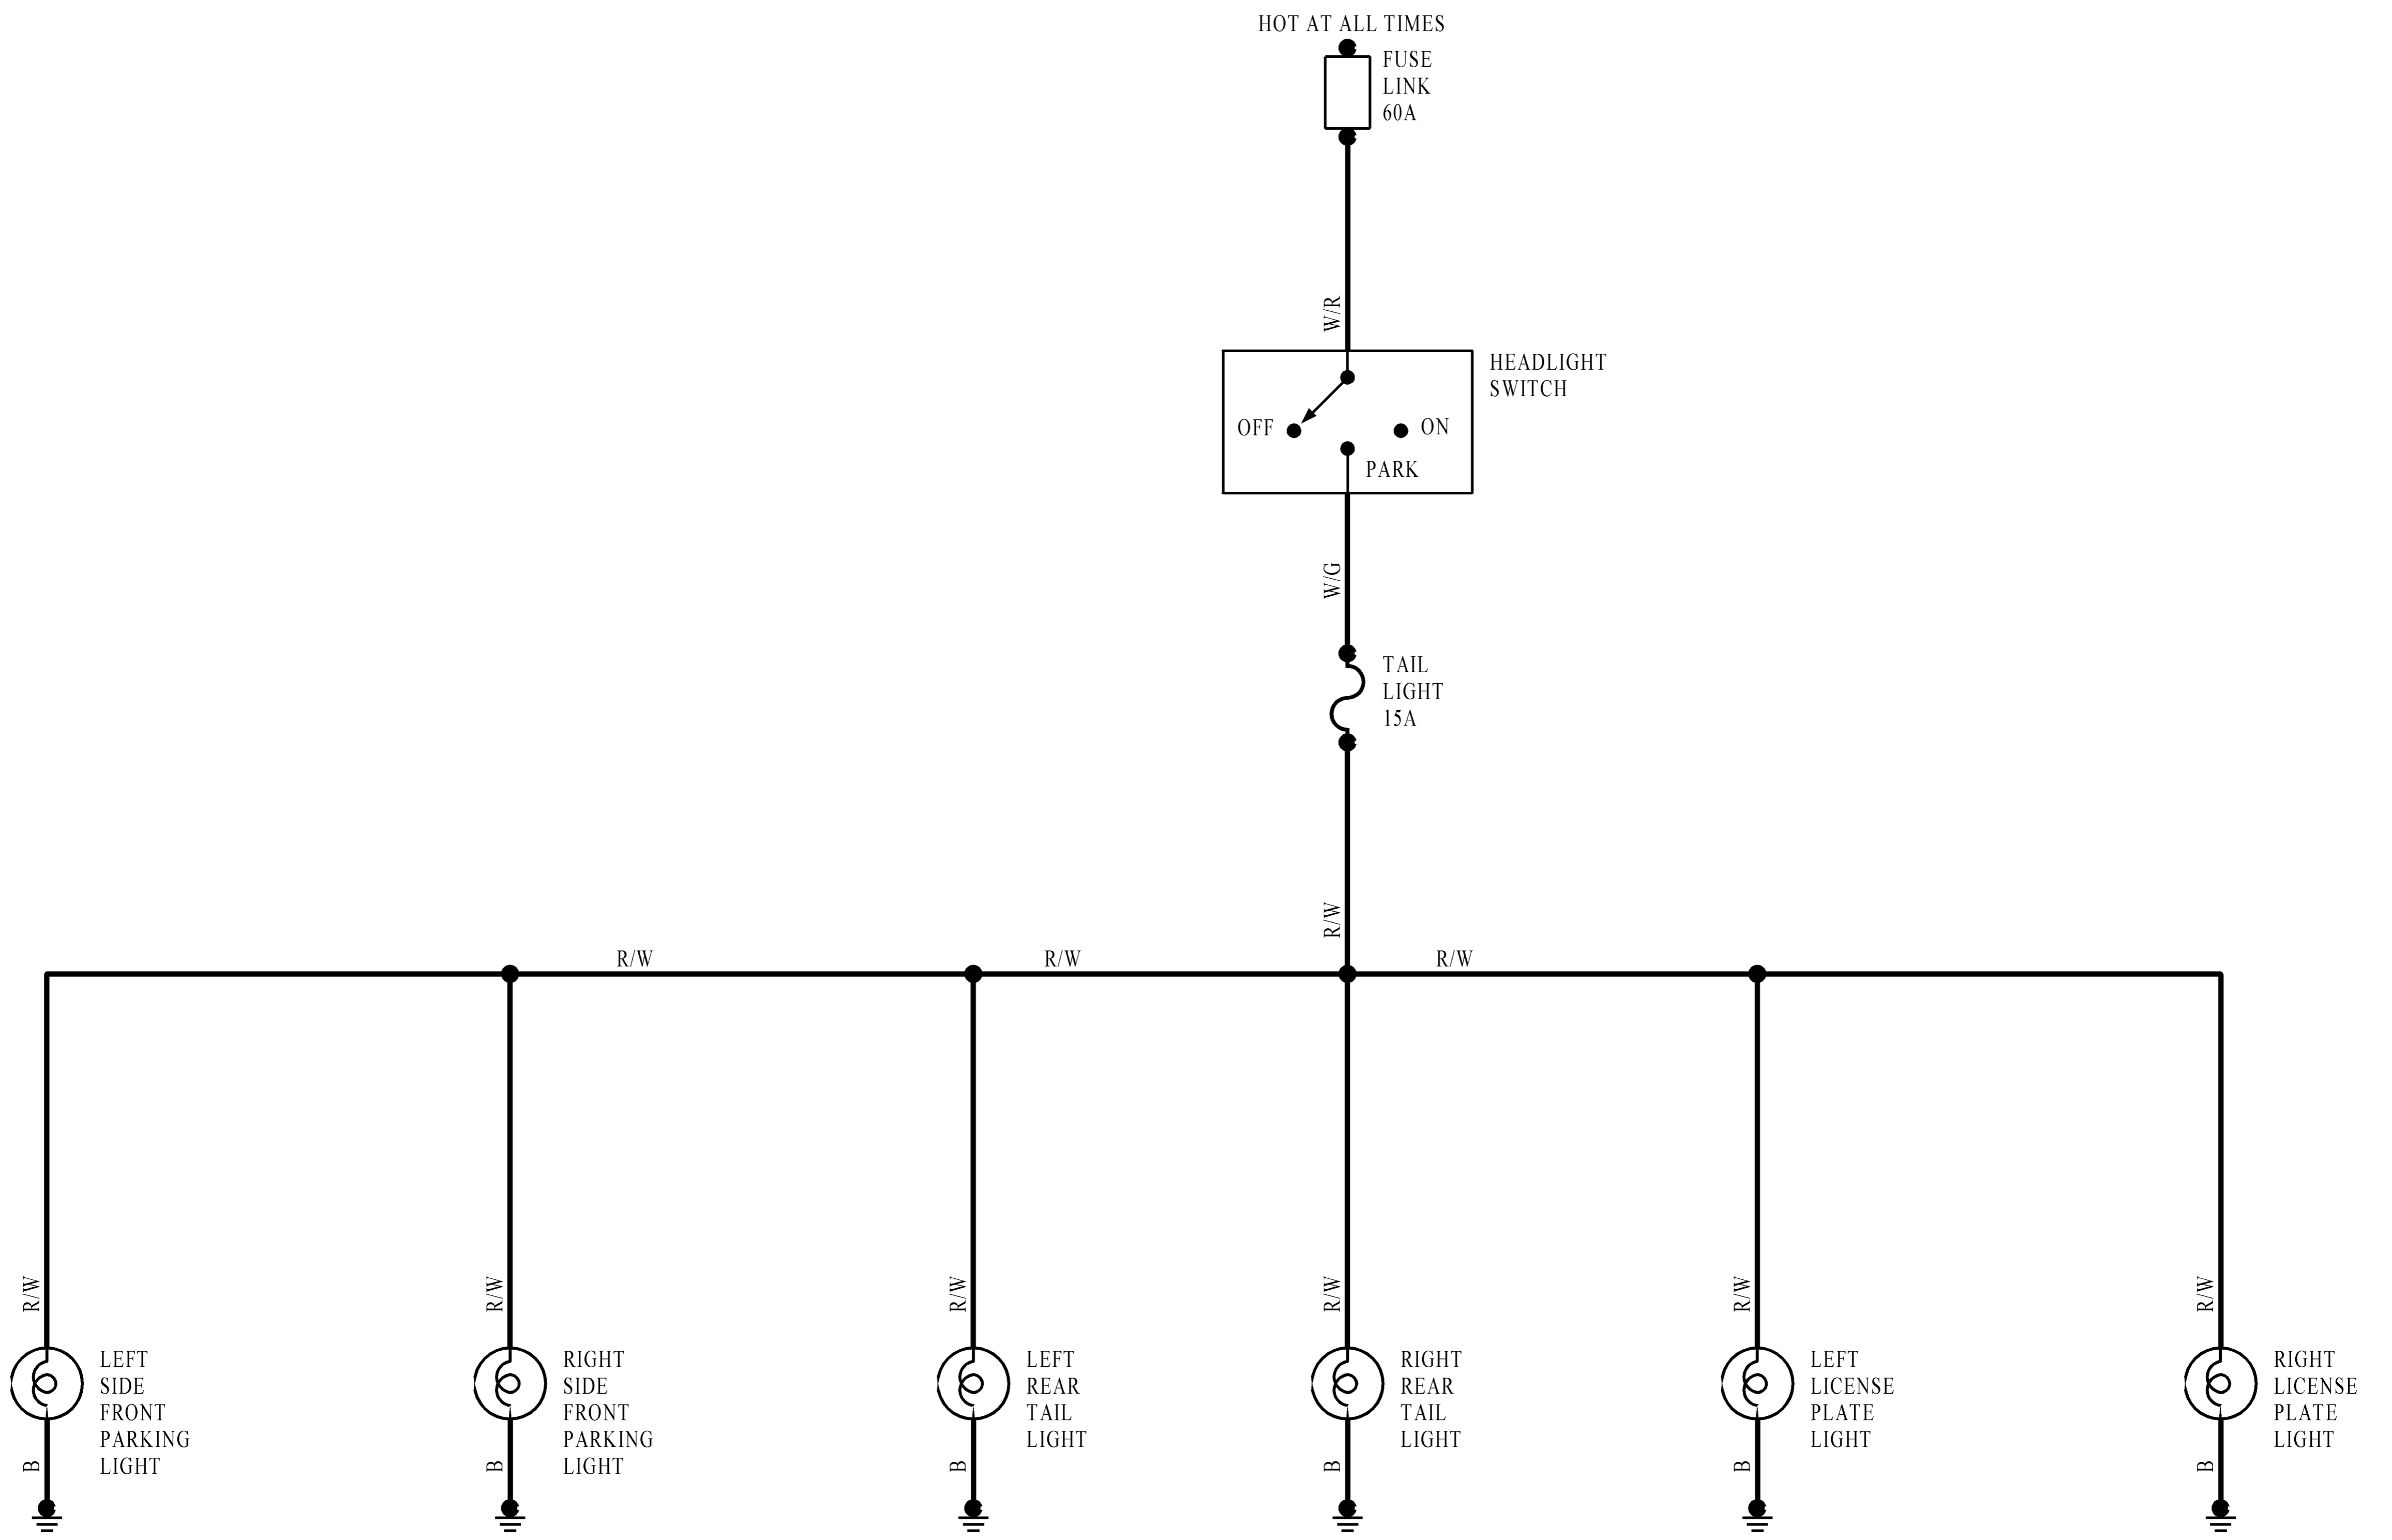 HOT AT ALL TIMES
FUSE
LINK
60A
W/R
HEADLIGHT
SWITCH
OFF
ON
PARK
W/G
TAIL
LIGHT
15A
R/W
R/W
R/W
R/W
R/W
R/W
R/W
R/W
R/W
R/W
LEFT
SIDE
FRONT
PARKING
LIGHT
RIGHT
SIDE
FRONT
PARKING
LIGHT
LEFT
REAR
TAIL
LIGHT
RIGHT
REAR
TAIL
LIGHT
LEFT
LICENSE
PLATE
LIGHT
RIGHT
LICENSE
PLATE
LIGHT
B
B
B
B
B
B